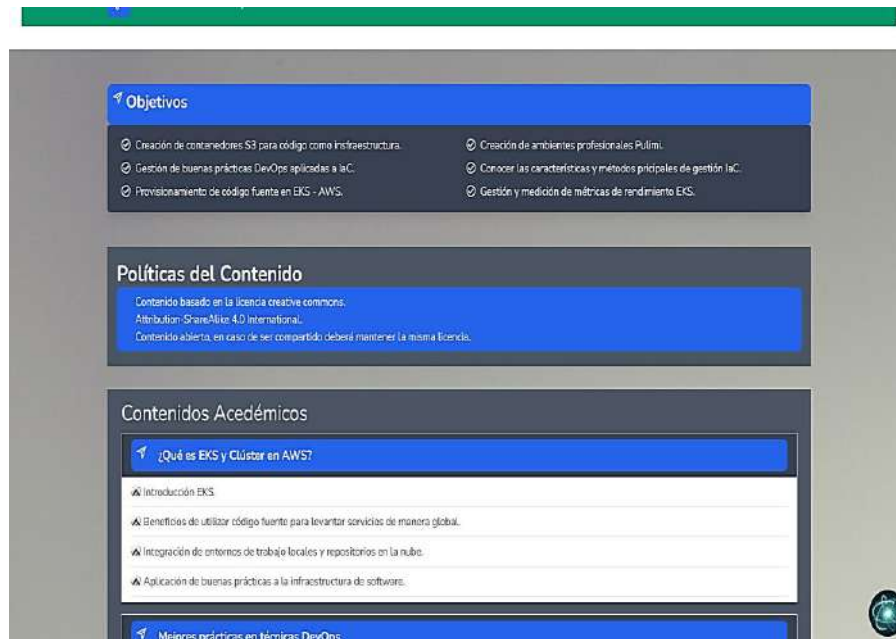 Objetivos
Creación de contenedores S3 para código como insfraestructura.
Gestión de buenas prácticas DevOps aplicadas a IaC.
Provisionamiento de código fuente en EKS - AWS.
Creación de ambientes profesionales Pulimi.
Conocer las características y métodos pricipales de gestión IaC.
Gestión y medición de métricas de rendimiento EKS.
Políticas del Contenido
Contenido basado en la licencia creative commons.
Attribution-ShareAlike 4.0 International.
Contenido abierto, en caso de ser compartido deberá mantener la misma licencia.
Contenidos Acedémicos
¿Qué es EKS y Clúster en AWS?
Introducción EKS.
Beneficios de utilizar código fuente para levantar servicios de manera global.
Integración de entornos de trabajo locales y repositorios en la nube.
Aplicación de buenas prácticas a la infraestructura de software.
Mejores prácticas en técnicas DevOps